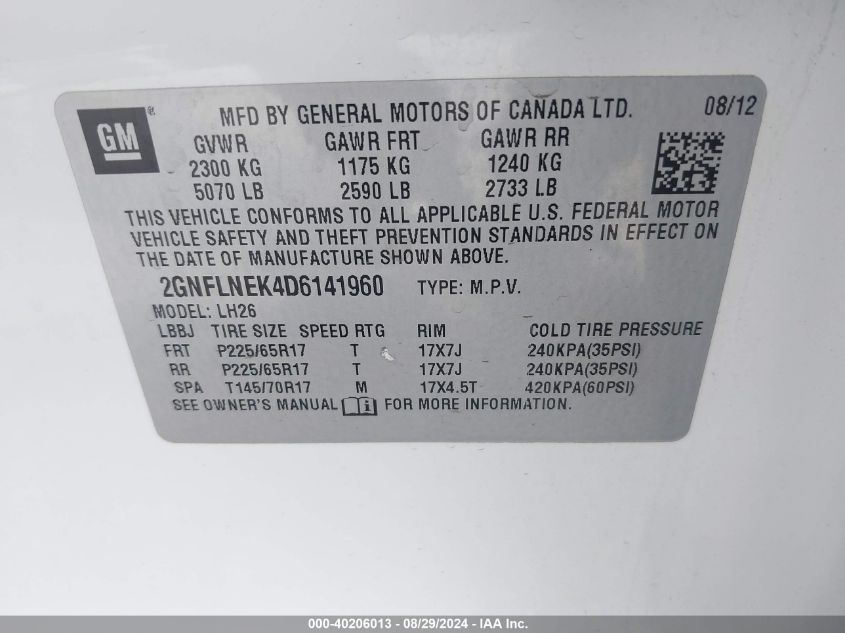 GM® MFD BY GENERAL MOTORS OF CANADA LTD. 08/12
GVWR GAWR FRT GAWR RR
2300 KG 1175 KG 1240 KG
5070 LB 2590 LB 2733 LB
THIS VEHICLE CONFORMS TO ALL APPLICABLE U.S. FEDERAL MOTOR
VEHICLE SAFETY AND THEFT PREVENTION STANDARDS IN EFFECT ON
THE DATE OF MANUFACTURE SHOWN ABOVE.
2GNFLNEK4D6141960 TYPE: M.P.V.
MODEL: LH26
LBBJ TIRE SIZE SPEED RTG RIM COLD TIRE PRESSURE
FRT P225/65R17 T 17X7J 240KPA(35PSI)
RR P225/65R17 T 17X7J 240KPA(35PSI)
SPA T145/70R17 M 17X4.5T 420KPA(60PSI)
SEE OWNER'S MANUAL i FOR MORE INFORMATION.
000-40206013 - 08/29/2024 - IAA Inc.